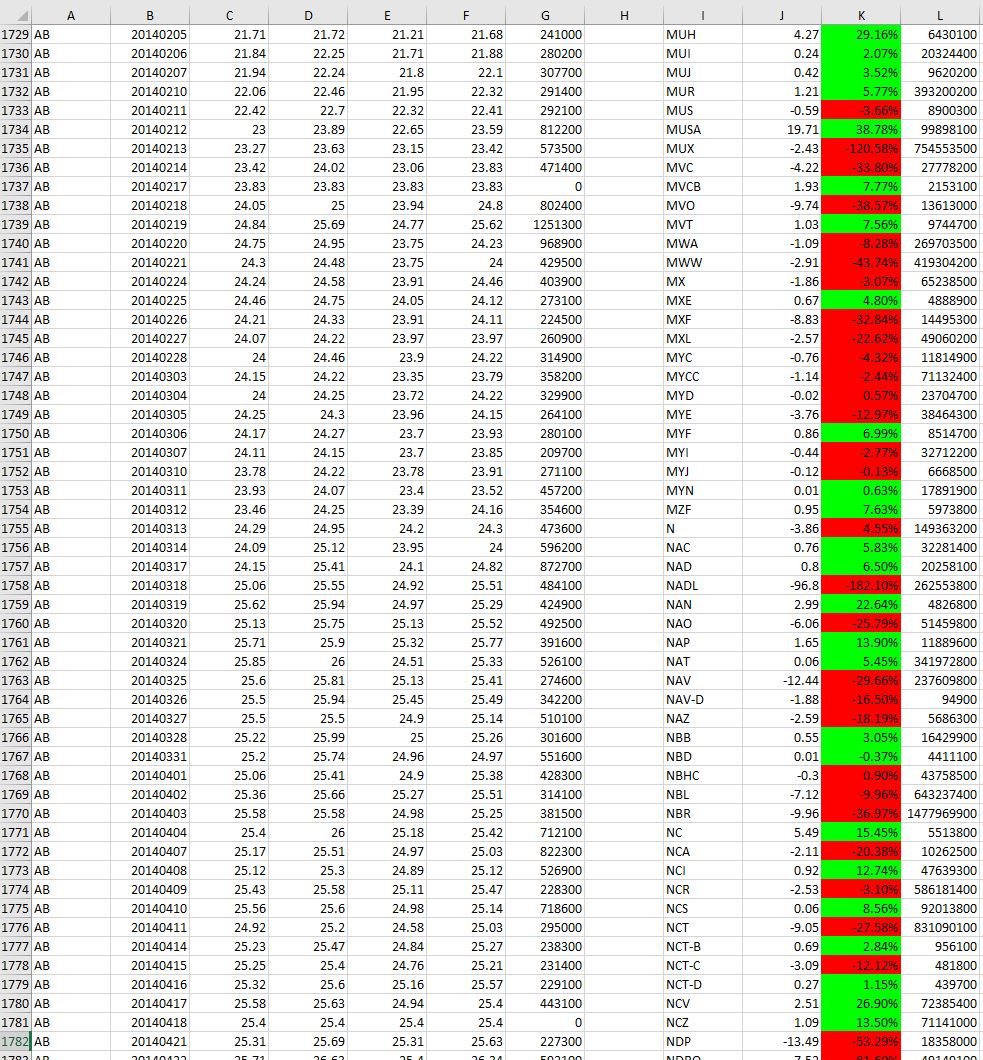 A B C D E F G H I J K L
1729 AB 20140205 21.71 21.72 21.21 21.68 241000 MUH 4.27 29.16% 6430100
1730 AB 20140206 21.84 22.25 21.71 21.88 280200 MUI 0.24 2.07% 20324400
1731 AB 20140207 21.94 22.24 21.8 22.1 307700 MUJ 0.42 3.52% 9620200
1732 AB 20140210 22.06 22.46 21.95 22.32 291400 MUR 1.21 5.77% 393200200
1733 AB 20140211 22.42 22.7 22.32 22.41 292100 MUS -0.59 -3.66% 8900300
1734 AB 20140212 23 23.89 22.65 23.59 812200 MUSA 19.71 38.78% 99898100
1735 AB 20140213 23.27 23.63 23.15 23.42 573500 MUX -2.43 -120.58% 754553500
1736 AB 20140214 23.42 24.02 23.06 23.83 471400 MVC -4.22 -33.80% 27778200
1737 AB 20140217 23.83 23.83 23.83 23.83 0 MVCB 1.93 7.77% 2153100
1738 AB 20140218 24.05 25 23.94 24.8 802400 MVO -9.74 -38.57% 13613000
1739 AB 20140219 24.84 25.69 24.77 25.62 1251300 MVT 1.03 7.56% 9744700
1740 AB 20140220 24.75 24.95 23.75 24.23 968900 MWA -1.09 -8.28% 269703500
1741 AB 20140221 24.3 24.48 23.75 24 429500 MWW -2.91 -43.74% 419304200
1742 AB 20140224 24.24 24.58 23.91 24.46 403900 MX -1.86 -3.07% 65238500
1743 AB 20140225 24.46 24.75 24.05 24.12 273100 MXE 0.67 4.80% 4888900
1744 AB 20140226 24.21 24.33 23.91 24.11 224500 MXF -8.83 -32.84% 14495300
1745 AB 20140227 24.07 24.22 23.97 23.97 260900 MXL -2.57 -22.62% 49060200
1746 AB 20140228 24 24.46 23.9 24.22 314900 MYC -0.76 -4.32% 11814900
1747 AB 20140303 24.15 24.22 23.35 23.79 358200 MYCC -1.14 -2.44% 71132400
1748 AB 20140304 24 24.25 23.72 24.22 329900 MYD -0.02 0.57% 23704700
1749 AB 20140305 24.25 24.3 23.96 24.15 264100 MYE -3.76 -12.97% 38464300
1750 AB 20140306 24.17 24.27 23.7 23.93 280100 MYF 0.86 6.99% 8514700
1751 AB 20140307 24.11 24.15 23.7 23.85 209700 MYI -0.44 -2.77% 32712200
1752 AB 20140310 23.78 24.22 23.78 23.91 271100 MYJ -0.12 -0.13% 6668500
1753 AB 20140311 23.93 24.07 23.4 23.52 457200 MYN 0.01 0.63% 17891900
1754 AB 20140312 23.46 24.25 23.39 24.16 354600 MZF 0.95 7.63% 5973800
1755 AB 20140313 24.29 24.95 24.2 24.3 473600 N -3.86 4.55% 149363200
1756 AB 20140314 24.09 25.12 23.95 24 596200 NAC 0.76 5.83% 32281400
1757 AB 20140317 24.15 25.41 24.1 24.82 872700 NAD 0.8 6.50% 20258100
1758 AB 20140318 25.06 25.55 24.92 25.51 484100 NADL -96.8 -182.10% 262553800
1759 AB 20140319 25.62 25.94 24.97 25.29 424900 NAN 2.99 22.64% 4826800
1760 AB 20140320 25.13 25.75 25.13 25.52 492500 NAO -6.06 -25.79% 51459800
1761 AB 20140321 25.71 25.9 25.32 25.77 391600 NAP 1.65 13.90% 11889600
1762 AB 20140324 25.85 26 24.51 25.33 526100 NAT 0.06 5.45% 341972800
1763 AB 20140325 25.6 25.81 25.13 25.41 274600 NAV -12.44 -29.66% 237609800
1764 AB 20140326 25.5 25.94 25.45 25.49 342200 NAV-D -1.88 -16.50% 94900
1765 AB 20140327 25.5 25.5 24.9 25.14 510100 NAZ -2.59 -18.19% 5686300
1766 AB 20140328 25.22 25.99 25 25.26 301600 NBB 0.55 3.05% 16429900
1767 AB 20140331 25.2 25.74 24.96 24.97 551600 NBD 0.01 -0.37% 4411100
1768 AB 20140401 25.06 25.41 24.9 25.38 428300 NBHC -0.3 0.90% 43758500
1769 AB 20140402 25.36 25.66 25.27 25.51 314100 NBL -7.12 -9.96% 643237400
1770 AB 20140403 25.58 25.58 24.98 25.25 381500 NBR -9.96 -36.97% 1477969900
1771 AB 20140404 25.4 26 25.18 25.42 712100 NC 5.49 15.45% 5513800
1772 AB 20140407 25.17 25.51 24.97 25.03 822300 NCA -2.11 -20.38% 10262500
1773 AB 20140408 25.12 25.3 24.89 25.12 526900 NCI 0.92 12.74% 47639300
1774 AB 20140409 25.43 25.58 25.11 25.47 228300 NCR -2.53 -3.10% 586181400
1775 AB 20140410 25.56 25.6 24.98 25.14 718600 NCS 0.06 8.56% 92013800
1776 AB 20140411 24.92 25.2 24.58 25.03 295000 NCT -9.05 -27.58% 831090100
1777 AB 20140414 25.23 25.47 24.84 25.27 238300 NCT-B 0.69 2.84% 956100
1778 AB 20140415 25.25 25.4 24.76 25.21 231400 NCT-C -3.09 -12.12% 481800
1779 AB 20140416 25.32 25.6 25.16 25.57 229100 NCT-D 0.27 1.15% 439700
1780 AB 20140417 25.58 25.63 24.94 25.4 443100 NCV 2.51 26.90% 72385400
1781 AB 20140418 25.4 25.4 25.4 25.4 0 NCZ 1.09 13.50% 71141000
1782 AB 20140421 25.31 25.69 25.31 25.63 227300 NDP -13.49 -53.29% 18358000